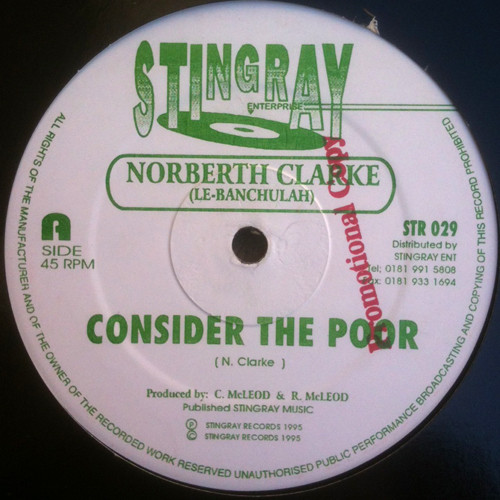 STINGRAY
ENTERPRISE
NORBERTH CLARKE
(LE-BANCHULAH)
A
SIDE
45 RPM
STR 029
Distributed by
STINGRAY ENT
Tel; 0181 991 5808
Fax: 0181 933 1694
Promotional Copy
CONSIDER THE POOR
( N. Clarke )
Produced by: C. McLEOD & R. McLEOD
Published STINGRAY MUSIC
Ⓟ STINGRAY RECORDS 1995
© STINGRAY RECORDS 1995
ALL RIGHTS OF THE MANUFACTURER AND OF THE OWNER OF THE RECORDED WORK RESERVED UNAUTHORISED PUBLIC PERFORMANCE BROADCASTING AND COPYING OF THIS RECORD PROHIBITED